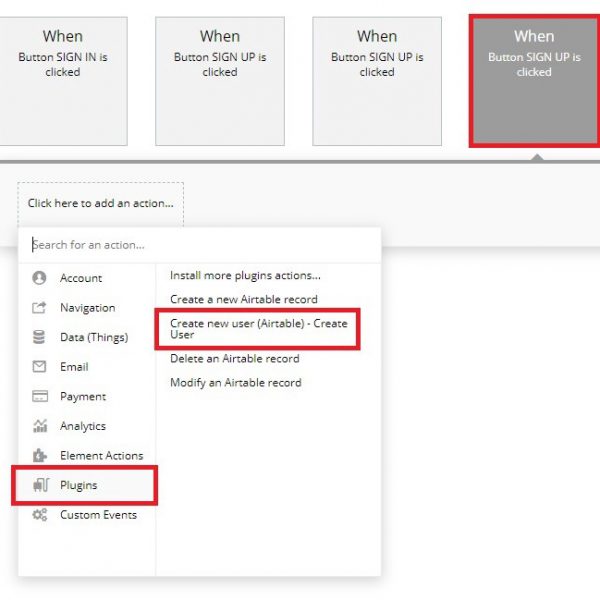 When
Button SIGN IN is
clicked
When
Button SIGN UP is
clicked
When
Button SIGN UP is
clicked
When
Button SIGN UP is
clicked
Click here to add an action...
Search for an action...
Account
Navigation
Data (Things)
Email
Payment
Analytics
Element Actions
Plugins
Custom Events
Install more plugins actions...
Create a new Airtable record
Create new user (Airtable) - Create
User
Delete an Airtable record
Modify an Airtable record